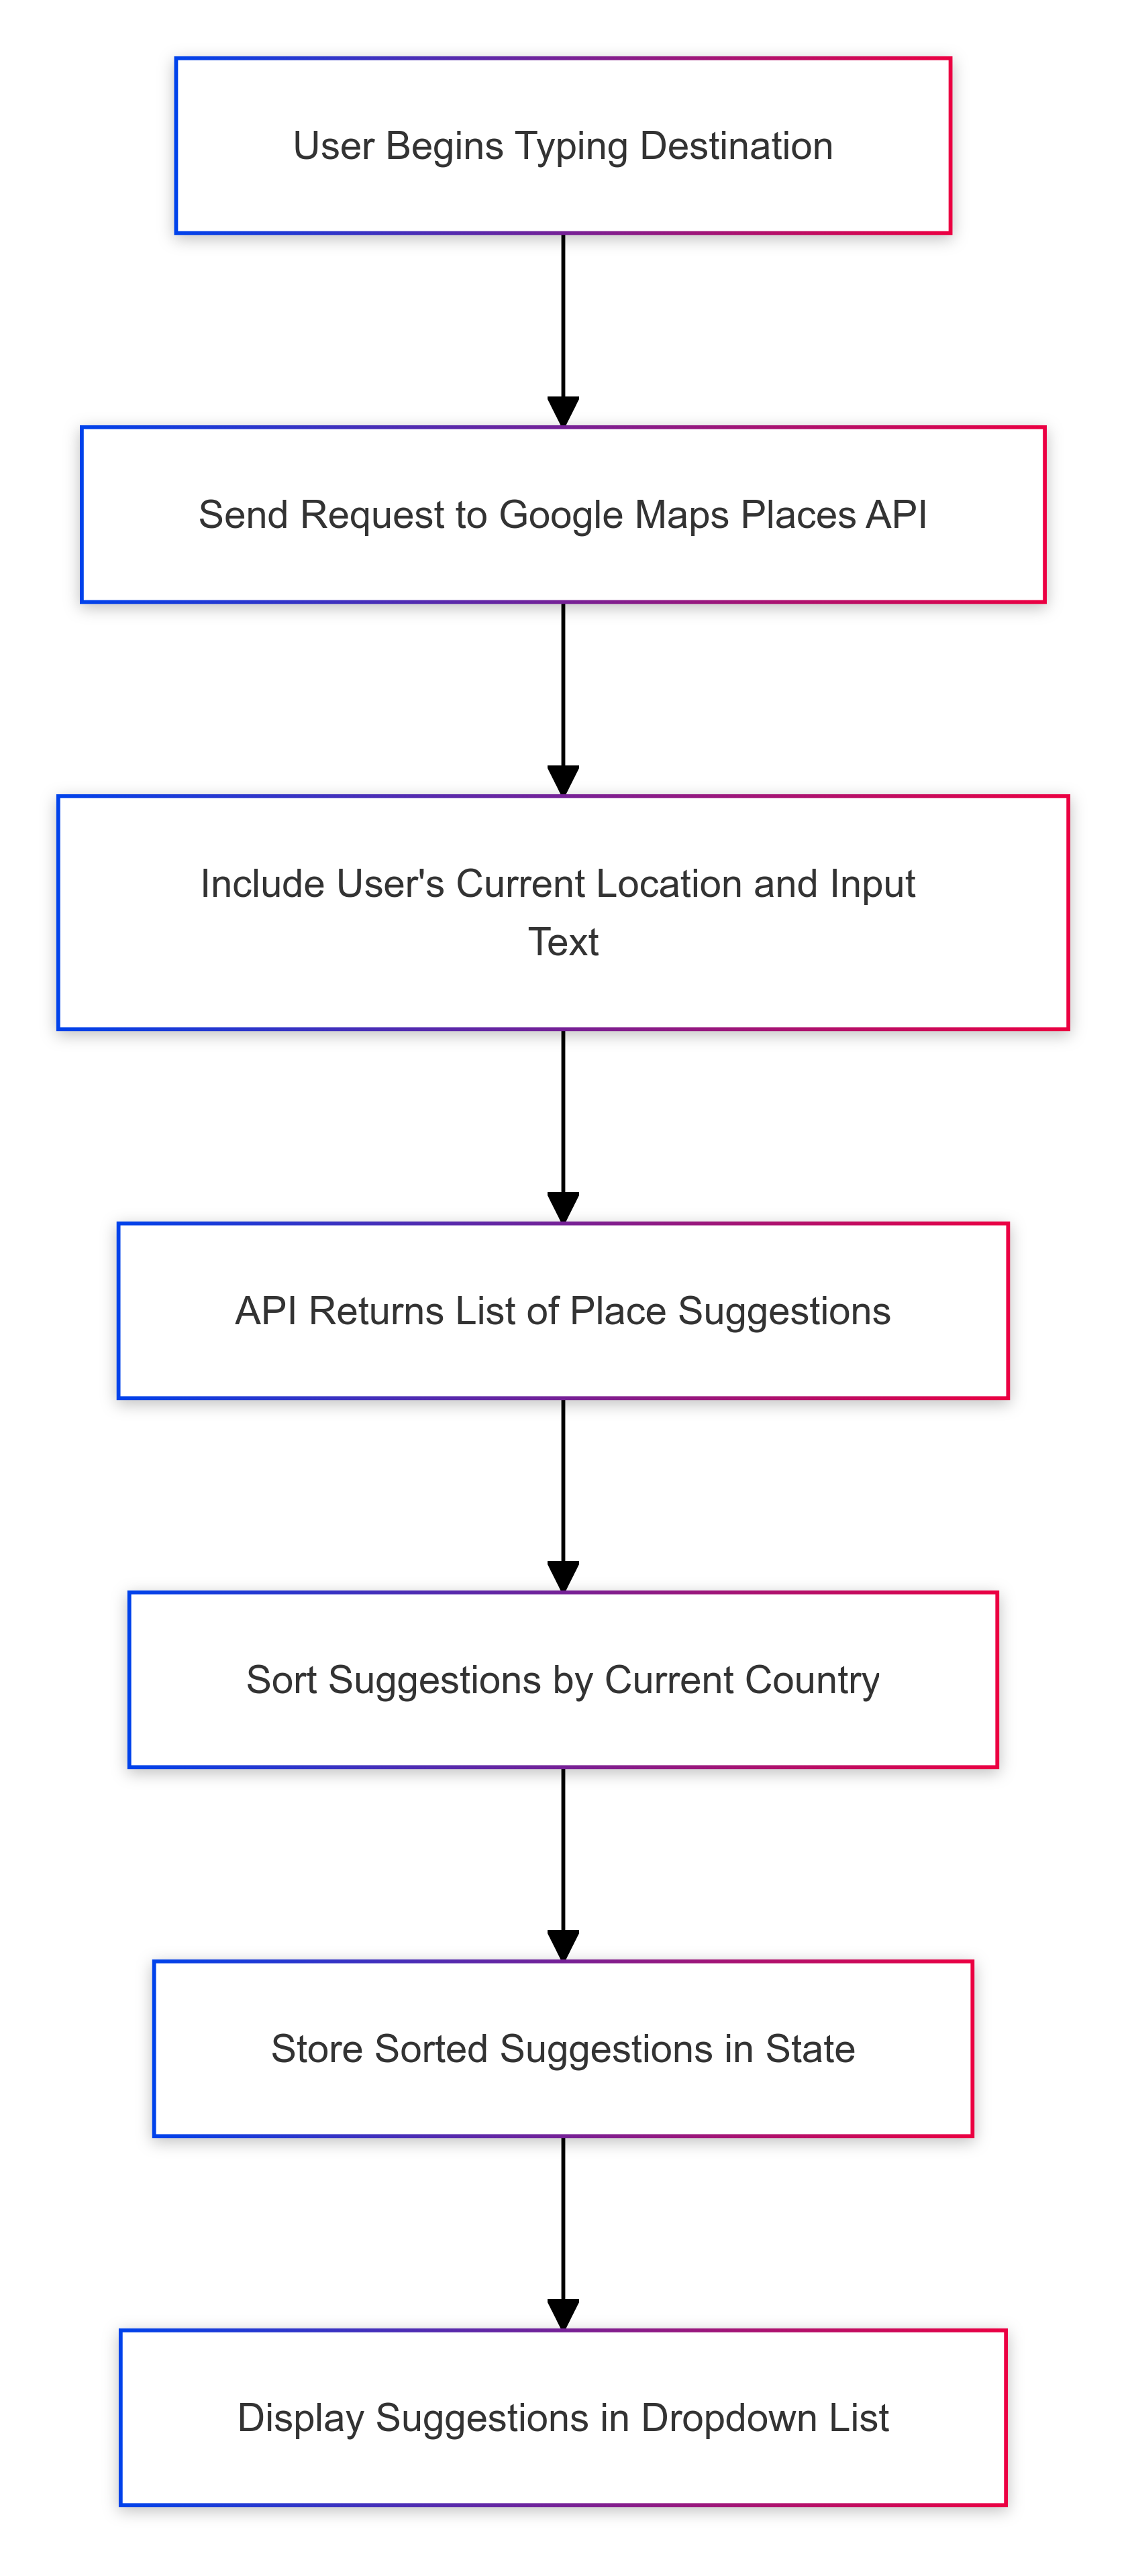 User Begins Typing Destination
Send Request to Google Maps Places API
Include User's Current Location and Input
Text
API Returns List of Place Suggestions
Sort Suggestions by Current Country
Store Sorted Suggestions in State
Display Suggestions in Dropdown List